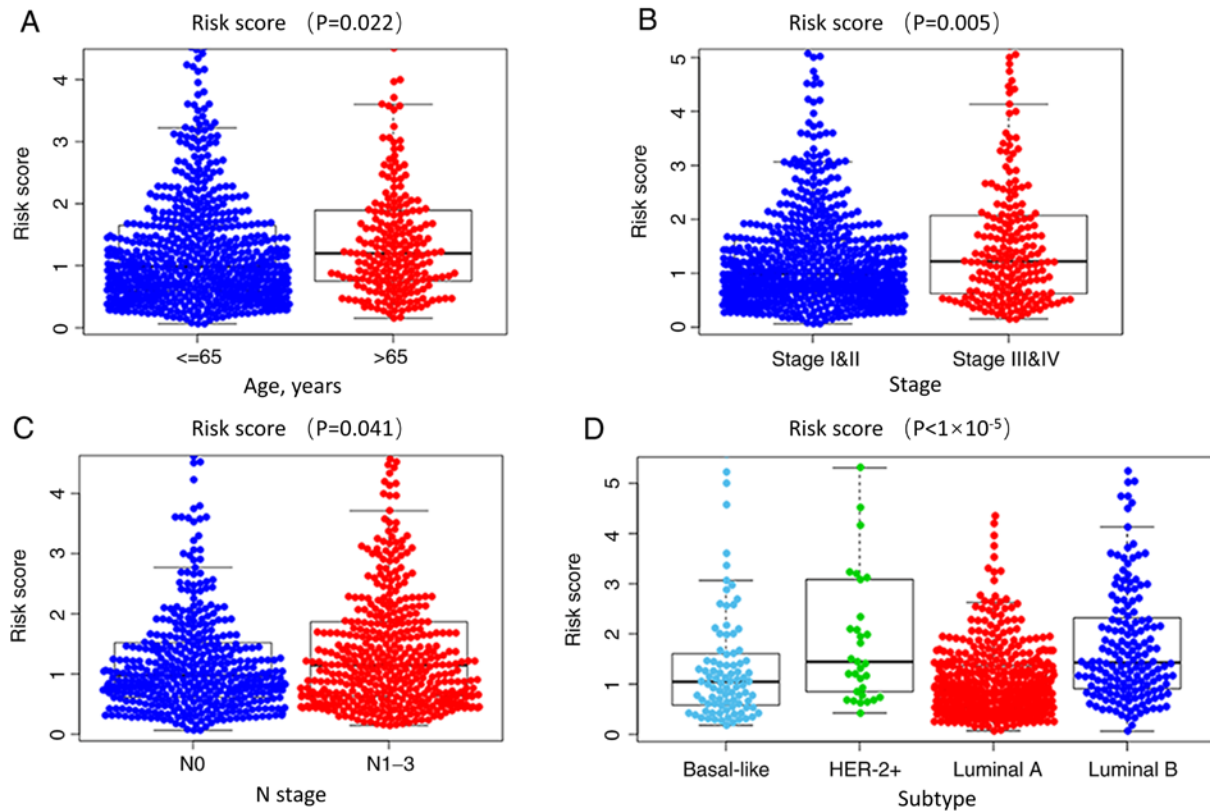 A
Risk score (P=0.022)
Risk score
4
3
2
1
0
<=65
>65
Age, years
B
Risk score (P=0.005)
Risk score
5
4
3
2
1
0
Stage I&II
Stage III&IV
Stage
C
Risk score (P=0.041)
Risk score
4
3
2
1
0
N0
N1−3
N stage
D
Risk score (P<1×10⁻⁵)
Risk score
5
4
3
2
1
0
Basal-like
HER-2+
Luminal A
Luminal B
Subtype